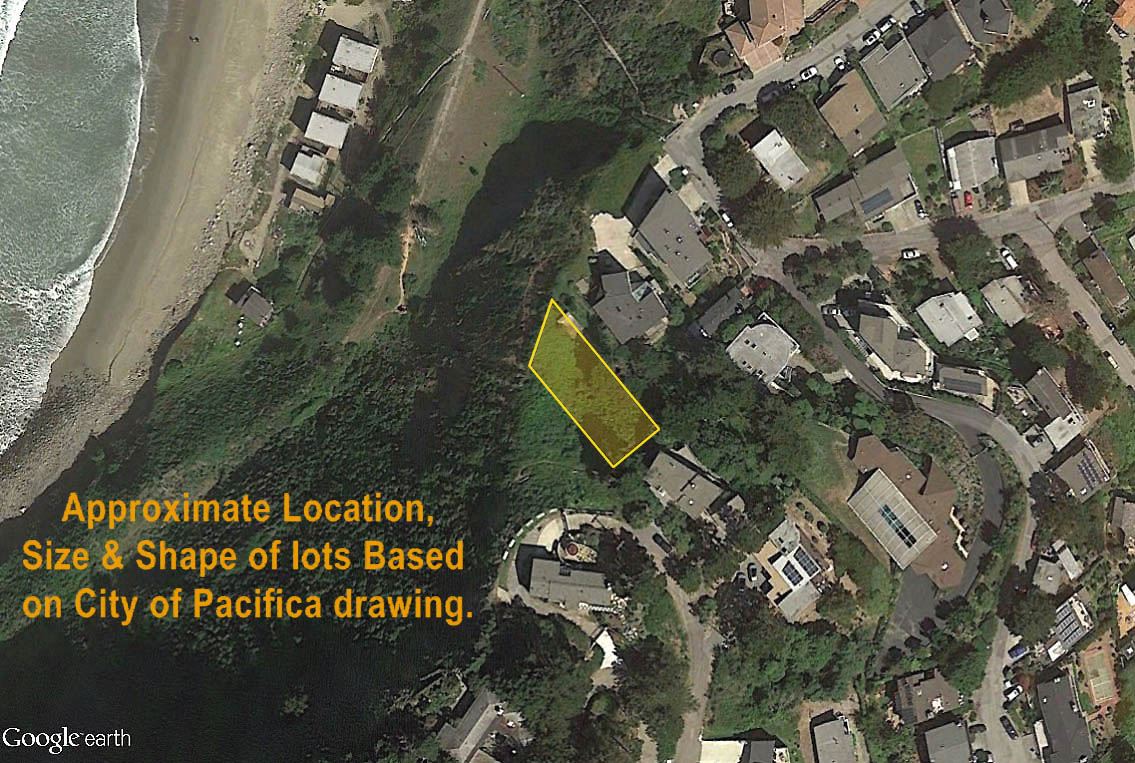 Approximate Location,
Size & Shape of lots Based
on City of Pacifica drawing.
Google earth